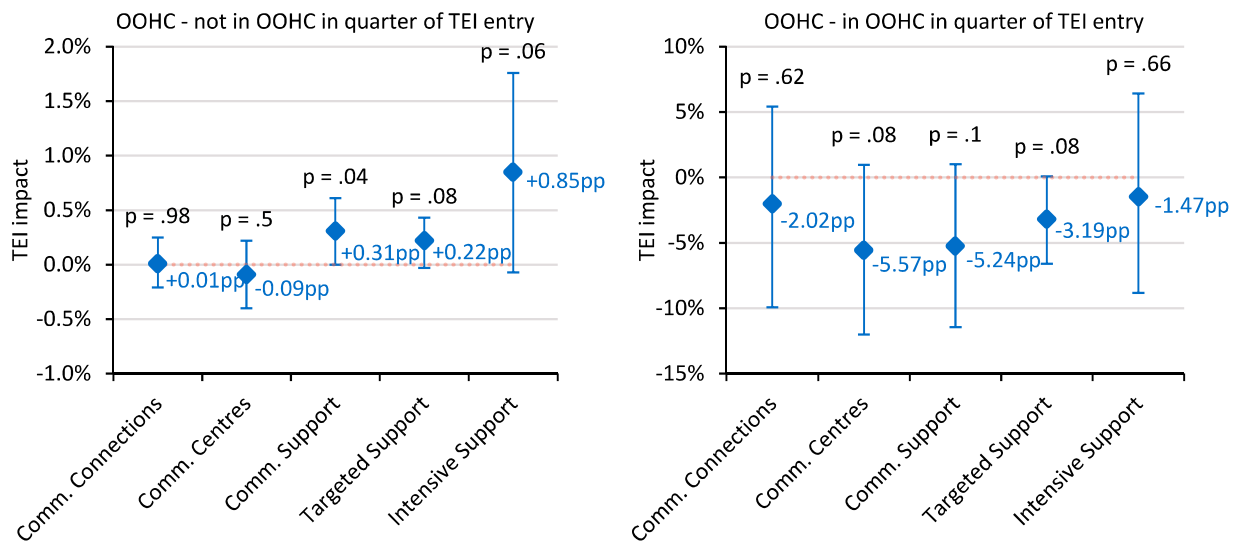 OOHC - not in OOHC in quarter of TEI entry
2.0%
1.5%
1.0%
0.5%
0.0%
-0.5%
-1.0%
TEI impact
p = .98
p = .5
p = .04
p = .08
p = .06
+0.01pp
-0.09pp
+0.31pp
+0.22pp
+0.85pp
Comm. Connections
Comm. Centres
Comm. Support
Targeted Support
Intensive Support
OOHC - in OOHC in quarter of TEI entry
10%
5%
0%
-5%
-10%
-15%
TEI impact
p = .62
p = .08
p = .1
p = .08
p = .66
-2.02pp
-5.57pp
-5.24pp
-3.19pp
-1.47pp
Comm. Connections
Comm. Centres
Comm. Support
Targeted Support
Intensive Support